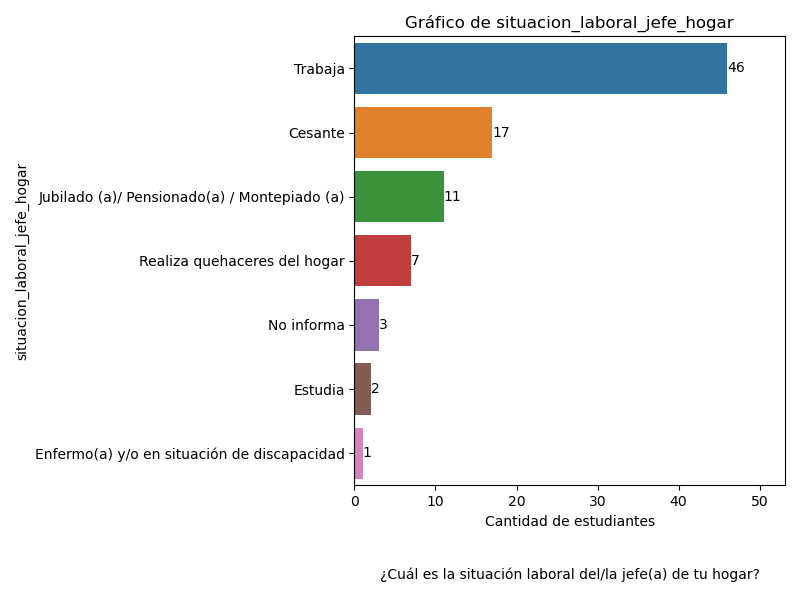 Gráfico de situacion_laboral_jefe_hogar
situacion_laboral_jefe_hogar
Trabaja
46
Cesante
17
Jubilado (a)/ Pensionado(a) / Montepiado (a)
11
Realiza quehaceres del hogar
7
No informa
3
Estudia
2
Enfermo(a) y/o en situación de discapacidad
1
0 10 20 30 40 50
Cantidad de estudiantes
¿Cuál es la situación laboral del/la jefe(a) de tu hogar?